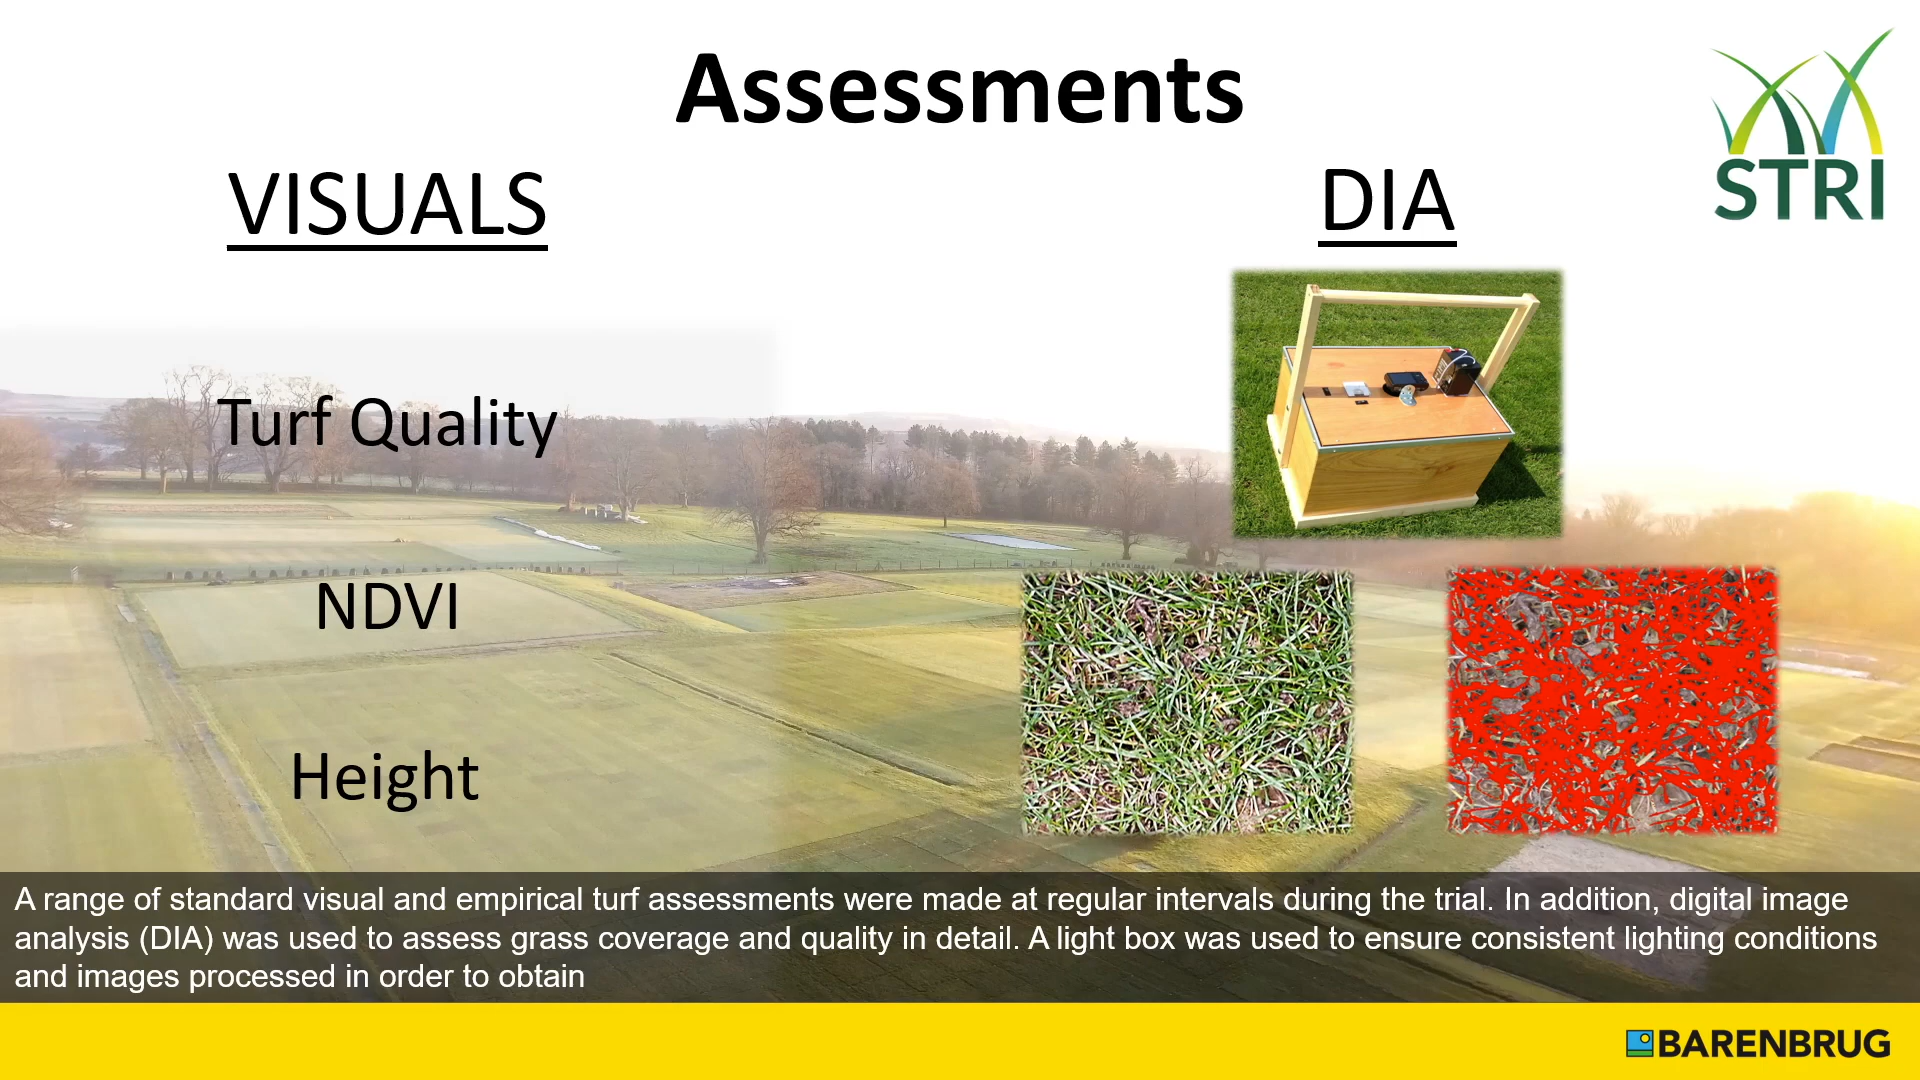 Assessments
STRI
VISUALS
DIA
Turf Quality
NDVI
Height
A range of standard visual and empirical turf assessments were made at regular intervals during the trial. In addition, digital image
analysis (DIA) was used to assess grass coverage and quality in detail. A light box was used to ensure consistent lighting conditions
and images processed in order to obtain
BARENBRUG